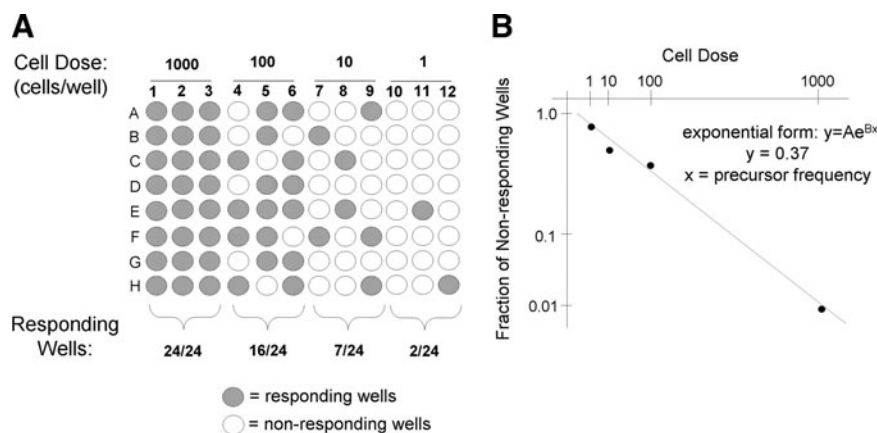 A
Cell Dose:
(cells/well)
1000 100 10 1
1 2 3 4 5 6 7 8 9 10 11 12
A
B
C
D
E
F
G
H
Responding
Wells:
24/24 16/24 7/24 2/24
= responding wells
= non-responding wells
B
Cell Dose
1 10 100 1000
Fraction of Non-responding Wells
1.0
0.1
0.01
exponential form: y=Ae^Bx
y = 0.37
x = precursor frequency